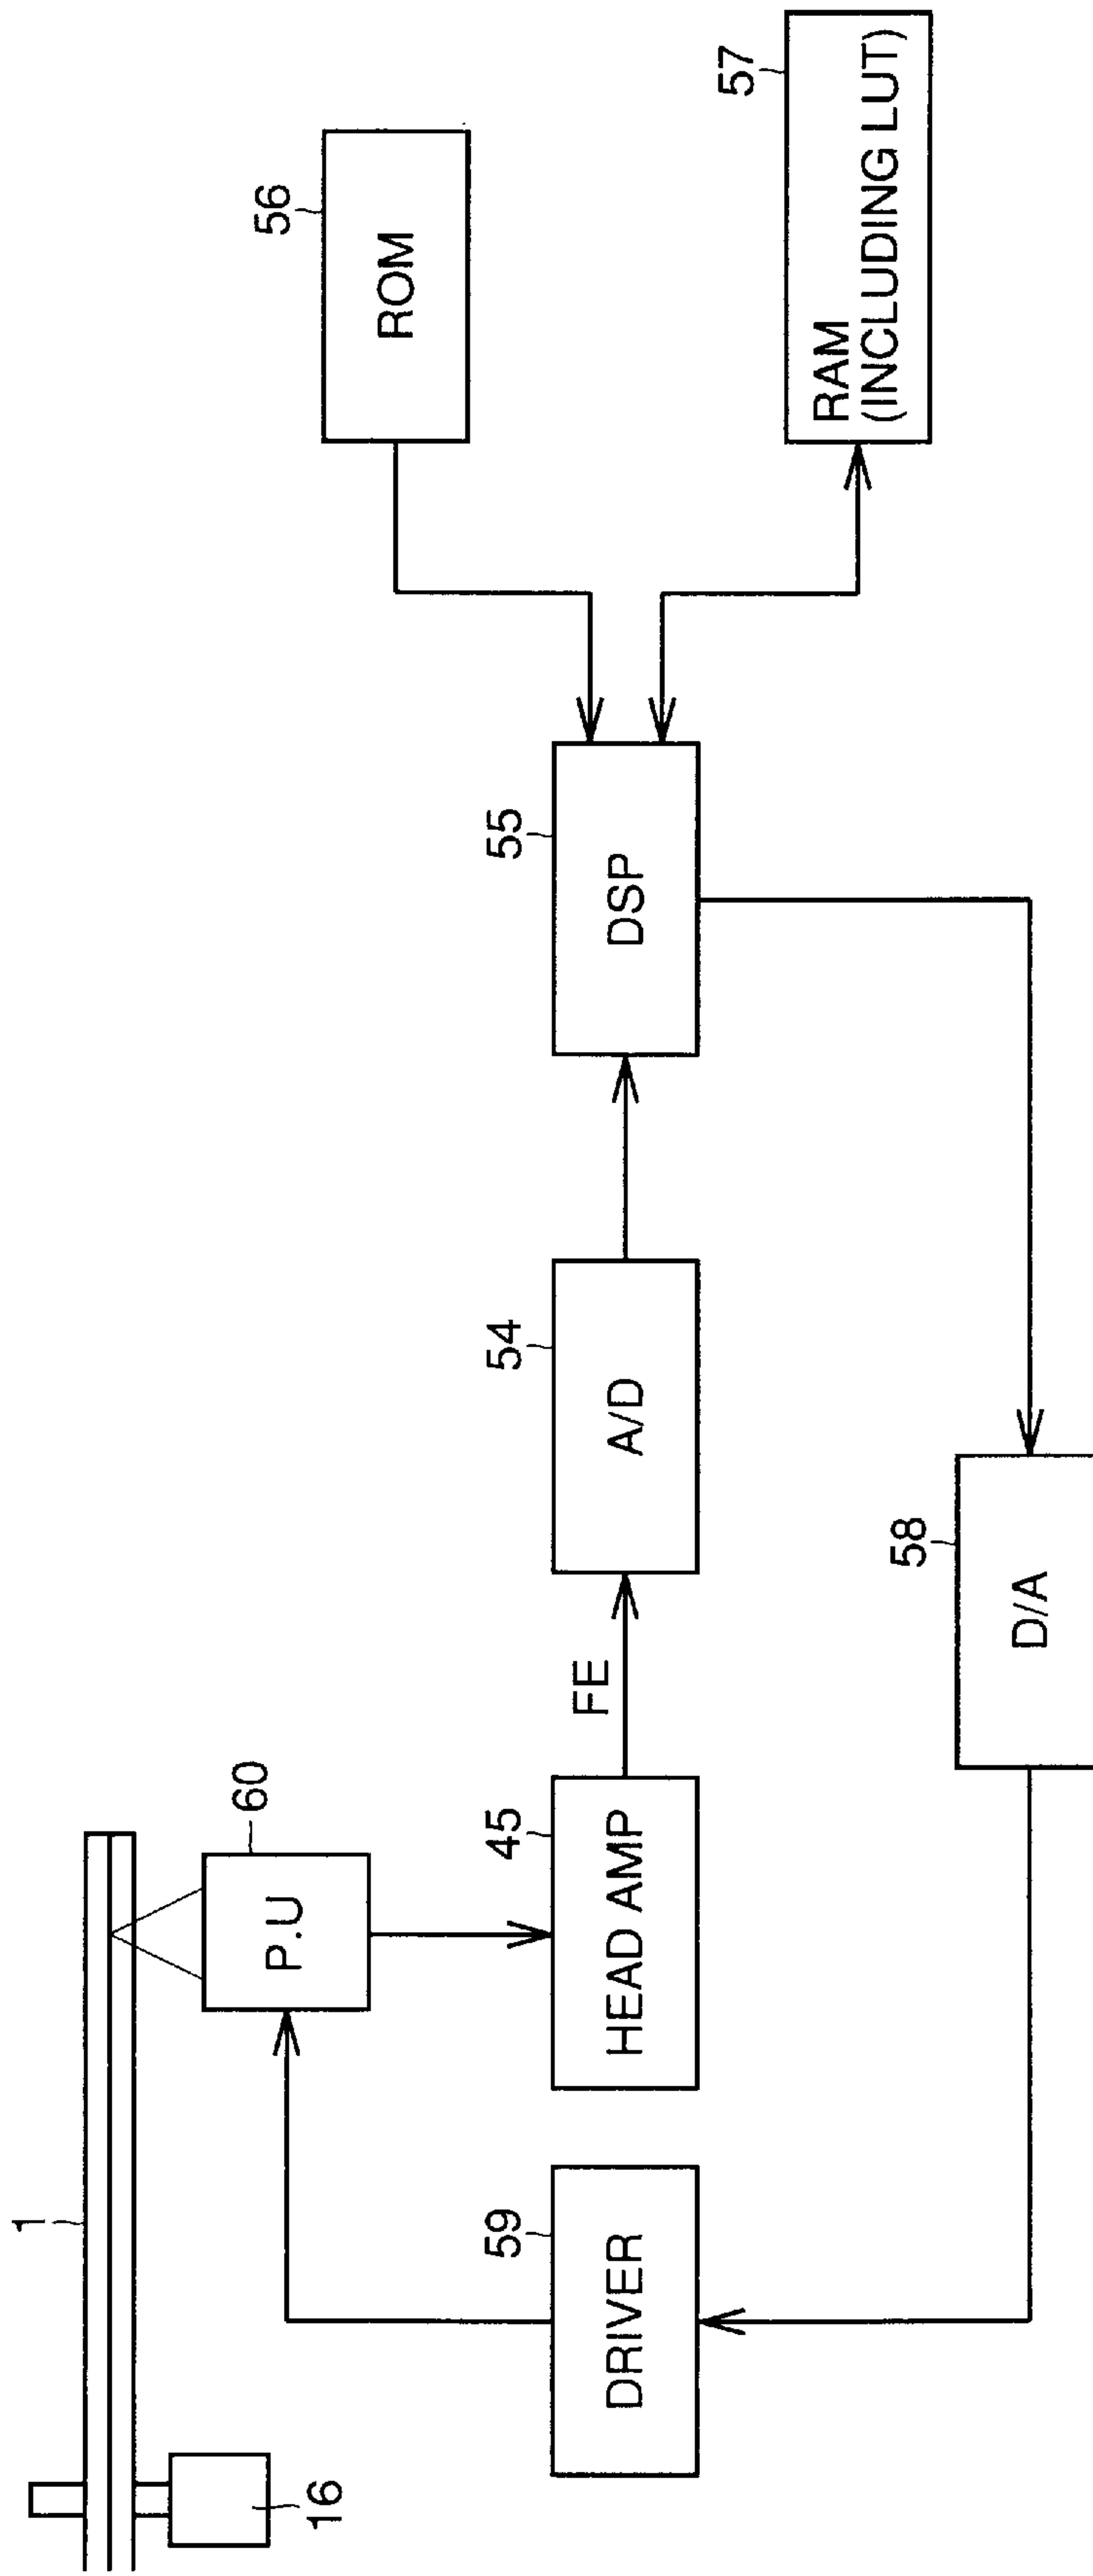 1
16
60
P.U
59
DRIVER
45
HEAD AMP
FE
54
A/D
55
DSP
56
ROM
57
RAM
(INCLUDING LUT)
58
D/A